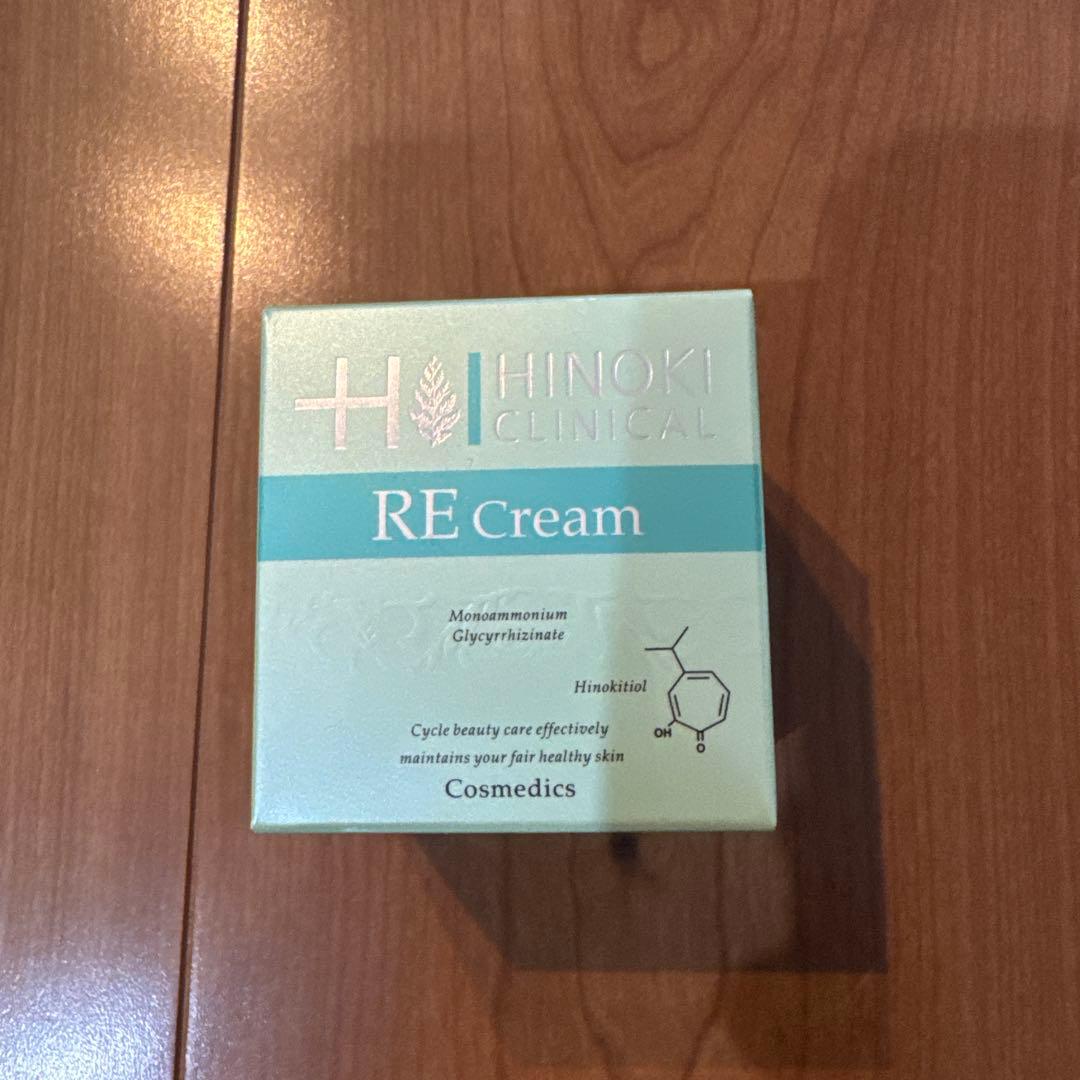 H HINOKI
CLINICAL
RE Cream
Monoammonium
Glycyrrhizinate
Hinokitiol
OH
O
Cycle beauty care effectively
maintains your fair healthy skin
Cosmedics